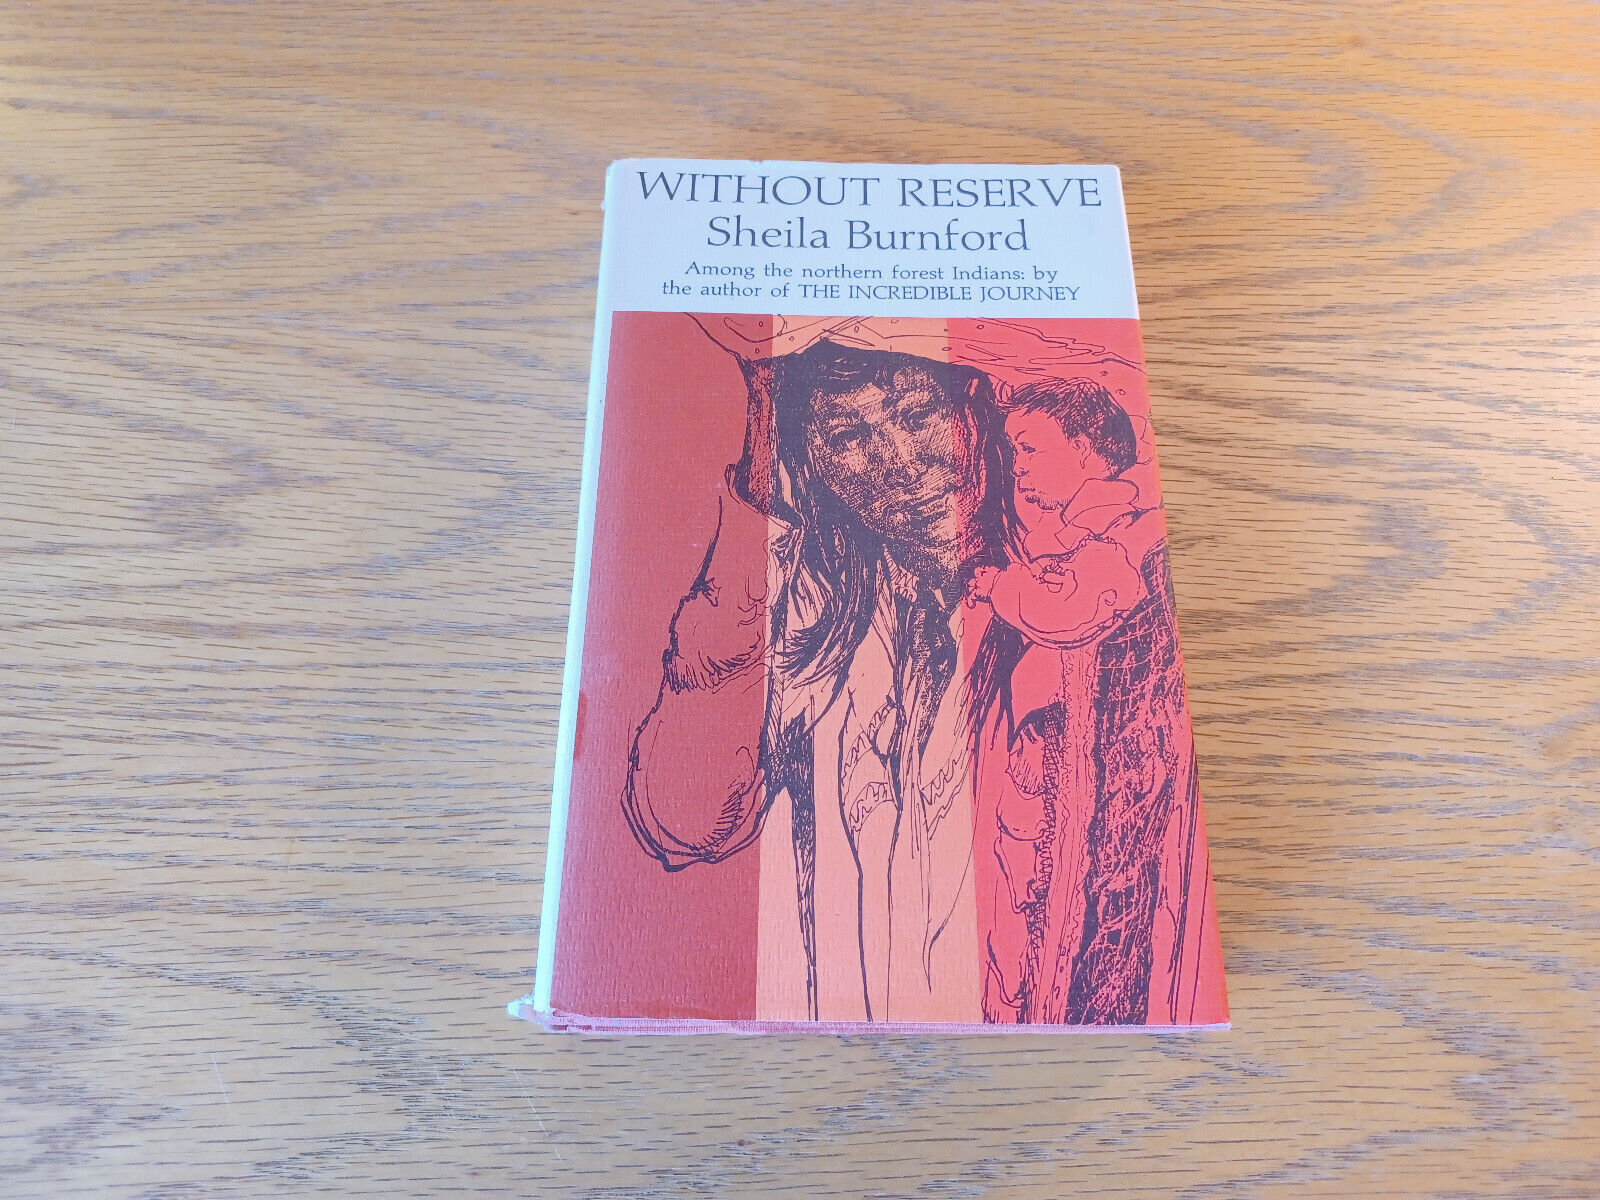 WITHOUT RESERVE
Sheila Burnford
Among the northern forest Indians: by
the author of THE INCREDIBLE JOURNEY